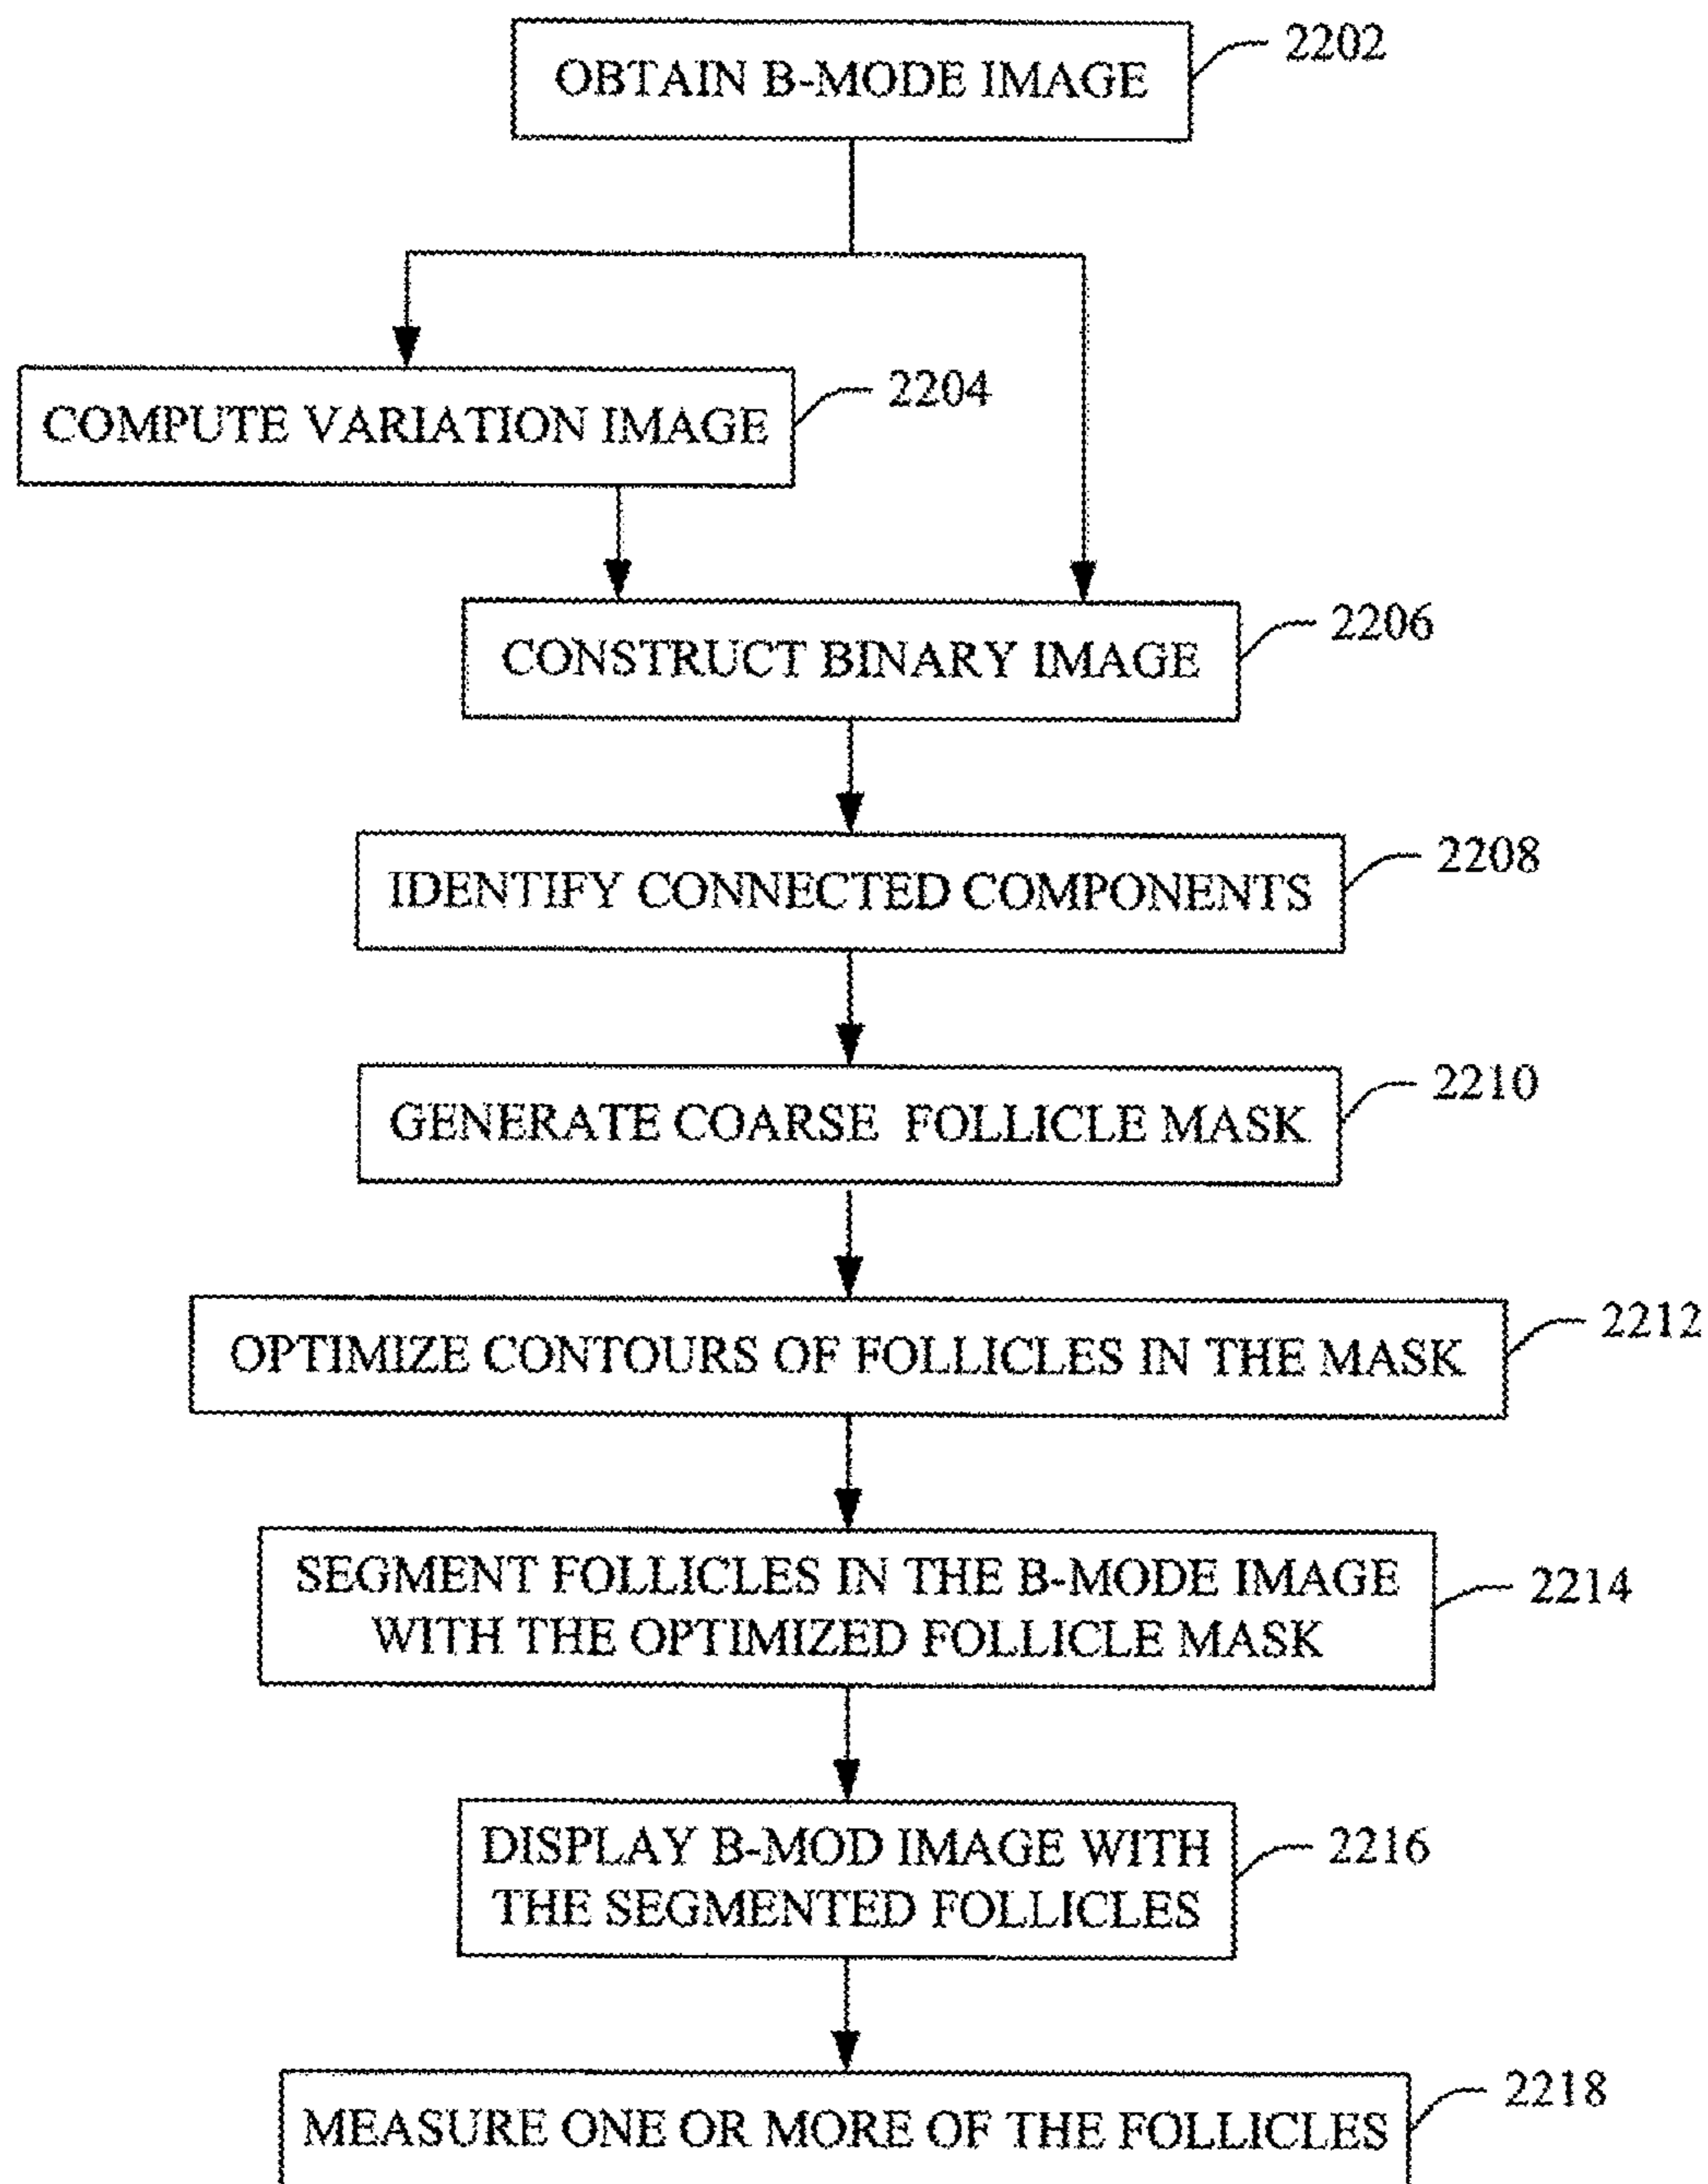 OBTAIN B-MODE IMAGE
2202
COMPUTE VARIATION IMAGE
2204
CONSTRUCT BINARY IMAGE
2206
IDENTIFY CONNECTED COMPONENTS
2208
GENERATE COARSE FOLLICLE MASK
2210
OPTIMIZE CONTOURS OF FOLLICLES IN THE MASK
2212
SEGMENT FOLLICLES IN THE B-MODE IMAGE
WITH THE OPTIMIZED FOLLICLE MASK
2214
DISPLAY B-MOD IMAGE WITH
THE SEGMENTED FOLLICLES
2216
MEASURE ONE OR MORE OF THE FOLLICLES
2218